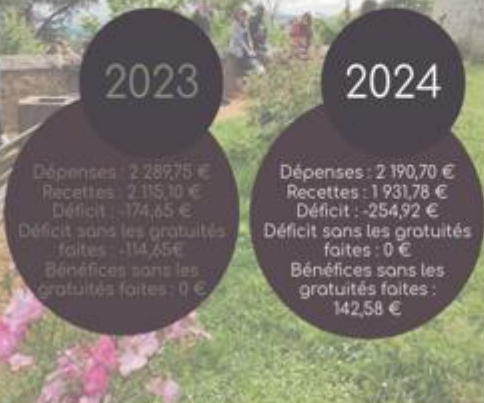 2023
Dépenses : 2 289,75 €
Recettes : 2 115,10 €
Déficit : -174,65 €
Déficit sans les gratuités
faites : -114,65€
Bénéfices sans les
gratuités faites : 0 €
2024
Dépenses : 2 190,70 €
Recettes : 1 931,78 €
Déficit : -254,92 €
Déficit sans les gratuités
faites : 0 €
Bénéfices sans les
gratuités faites :
142,58 €